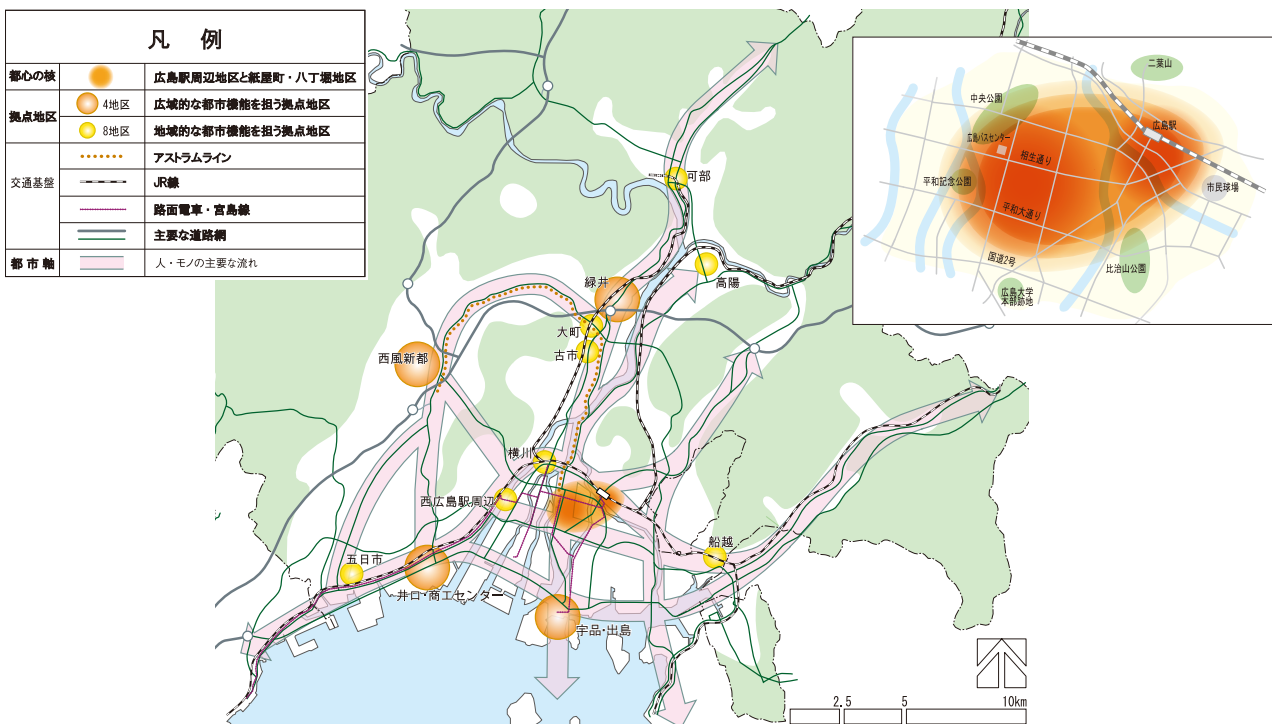 凡 例
都心の核
広島駅周辺地区と紙屋町・八丁堀地区
拠点地区
4地区
広域的な都市機能を担う拠点地区
8地区
地域的な都市機能を担う拠点地区
交通基盤
アストラムライン
JR線
路面電車・宮島線
主要な道路網
都市軸
人・モノの主要な流れ
二葉山
中央公園
広島駅
広島バスセンター
相生通り
平和記念公園
市民球場
平和大通り
国道2号
比治山公園
広島大学
本部跡地
可部
高陽
緑井
大町
古市
西風新都
横川
西広島駅周辺
船越
五日市
井口・商工センター
宇品・出島
2.5
5
10km